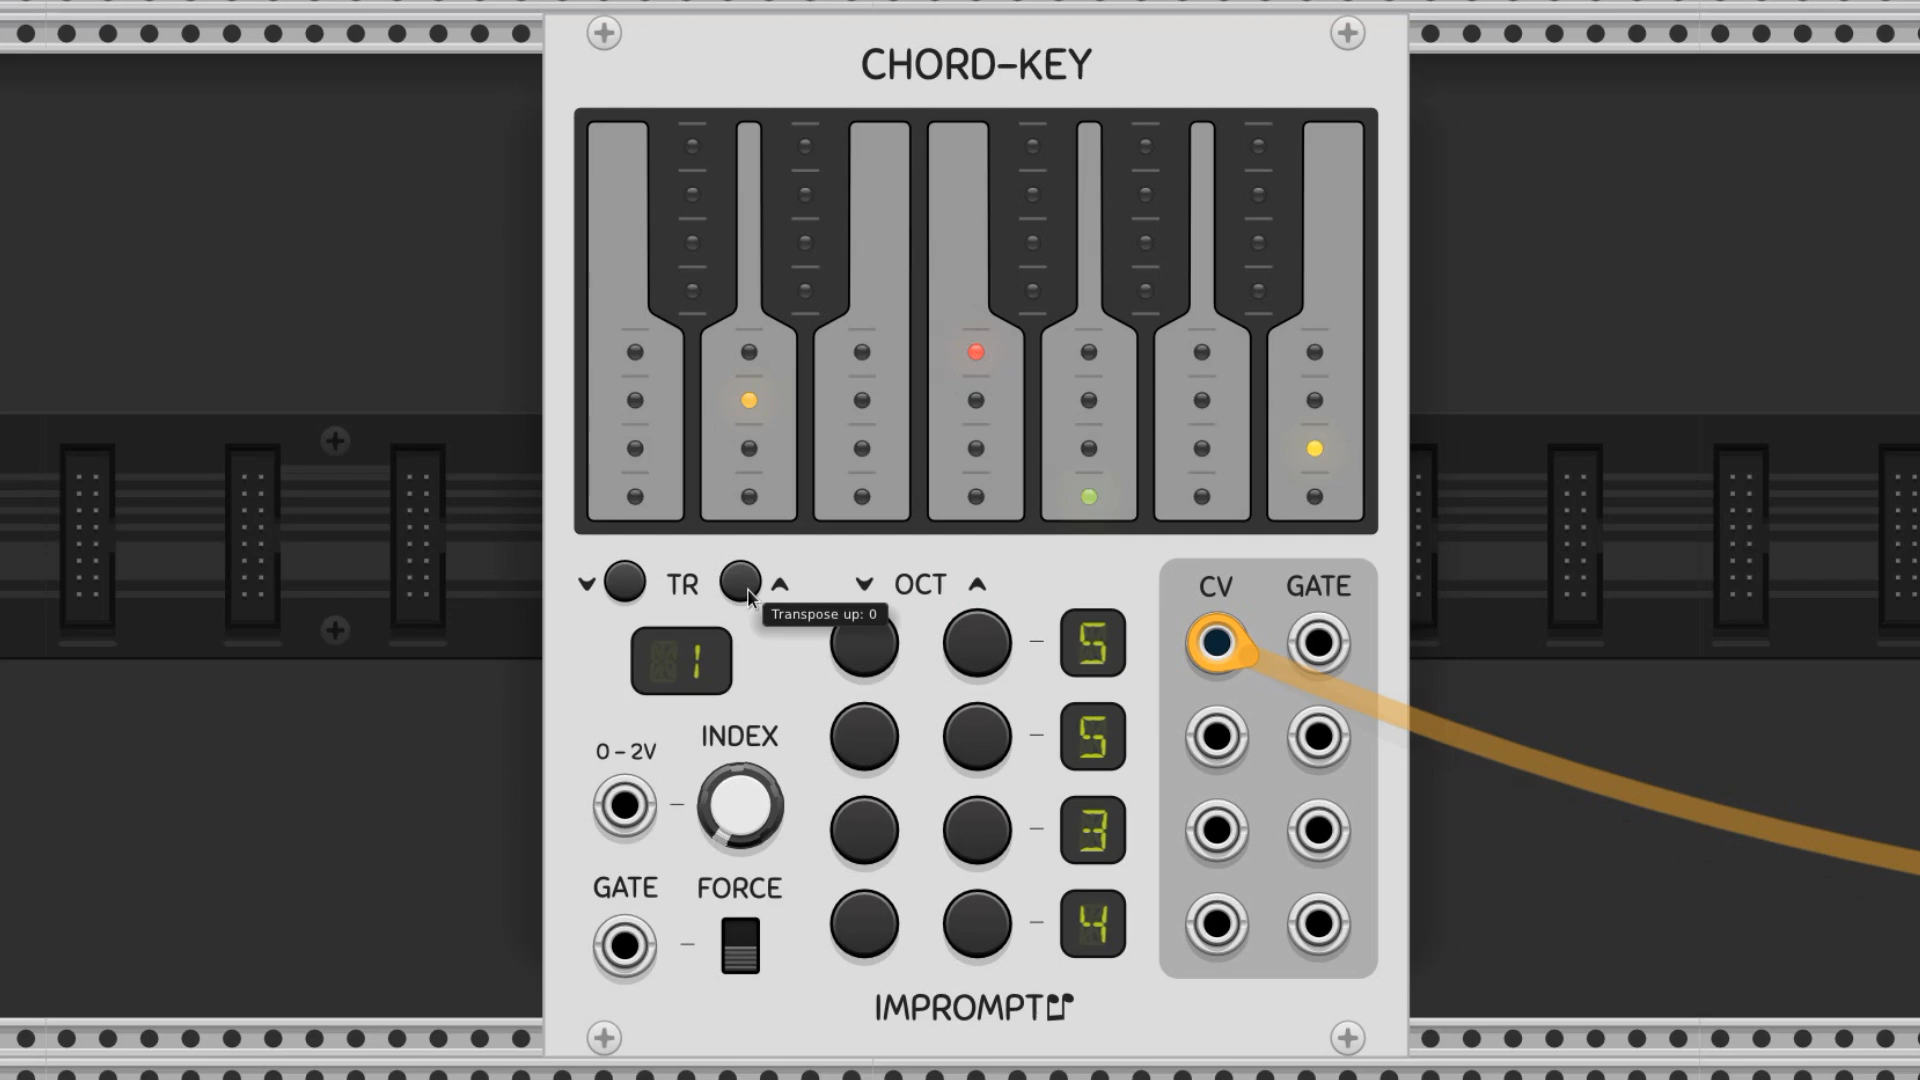 CHORD-KEY
TR
OCT
Transpose up: 0
CV GATE
5
1
0-2V
INDEX
5
3
GATE
FORCE
4
IMPROMPTU